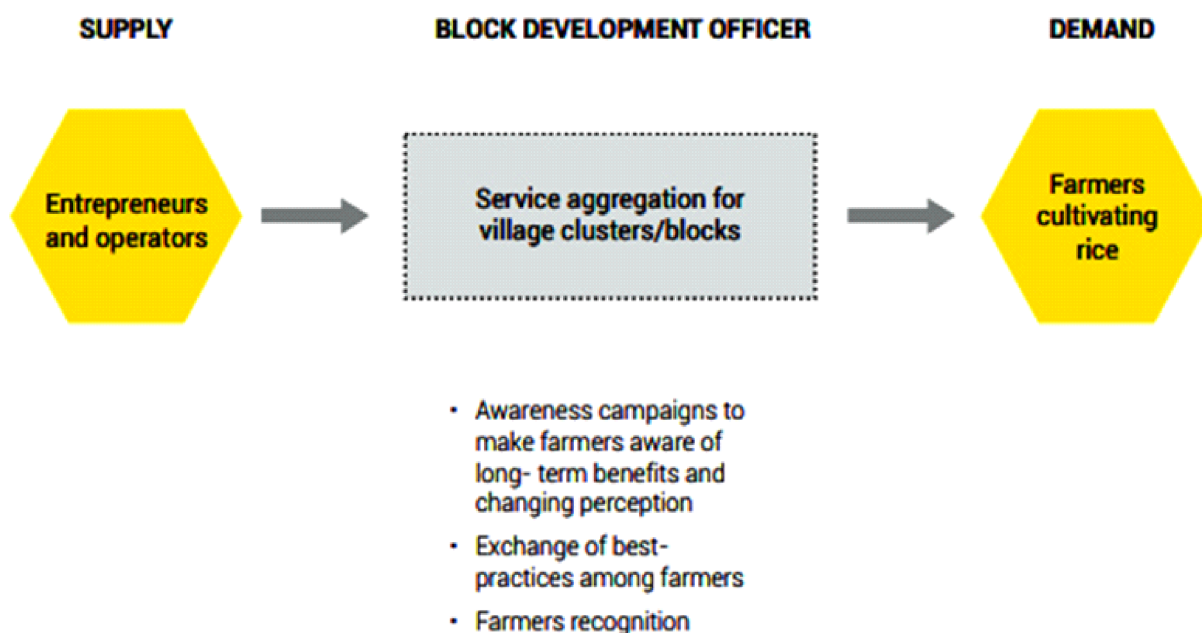 SUPPLY
BLOCK DEVELOPMENT OFFICER
DEMAND
Entrepreneurs
and operators
Service aggregation for
village clusters/blocks
Farmers
cultivating
rice
• Awareness campaigns to
make farmers aware of
long- term benefits and
changing perception
• Exchange of best-
practices among farmers
• Farmers recognition